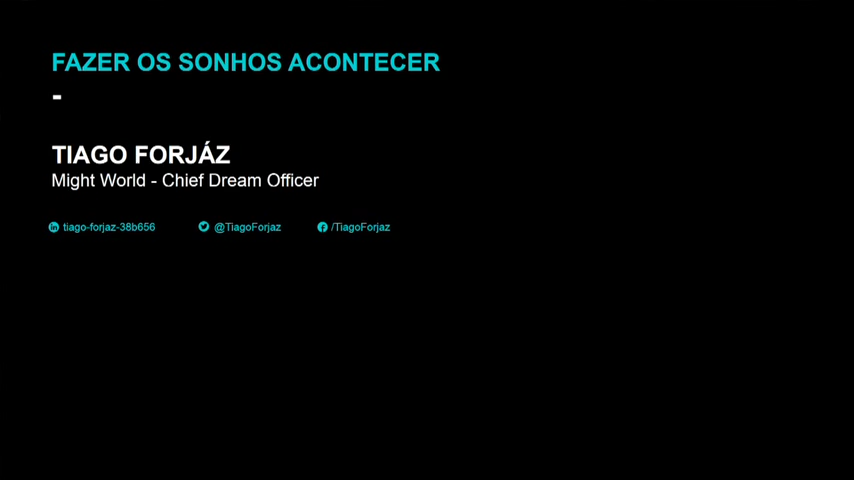 FAZER OS SONHOS ACONTECER
-
TIAGO FORJÁZ
Might World - Chief Dream Officer
tiago-forjaz-38b656 @TiagoForjaz /TiagoForjaz